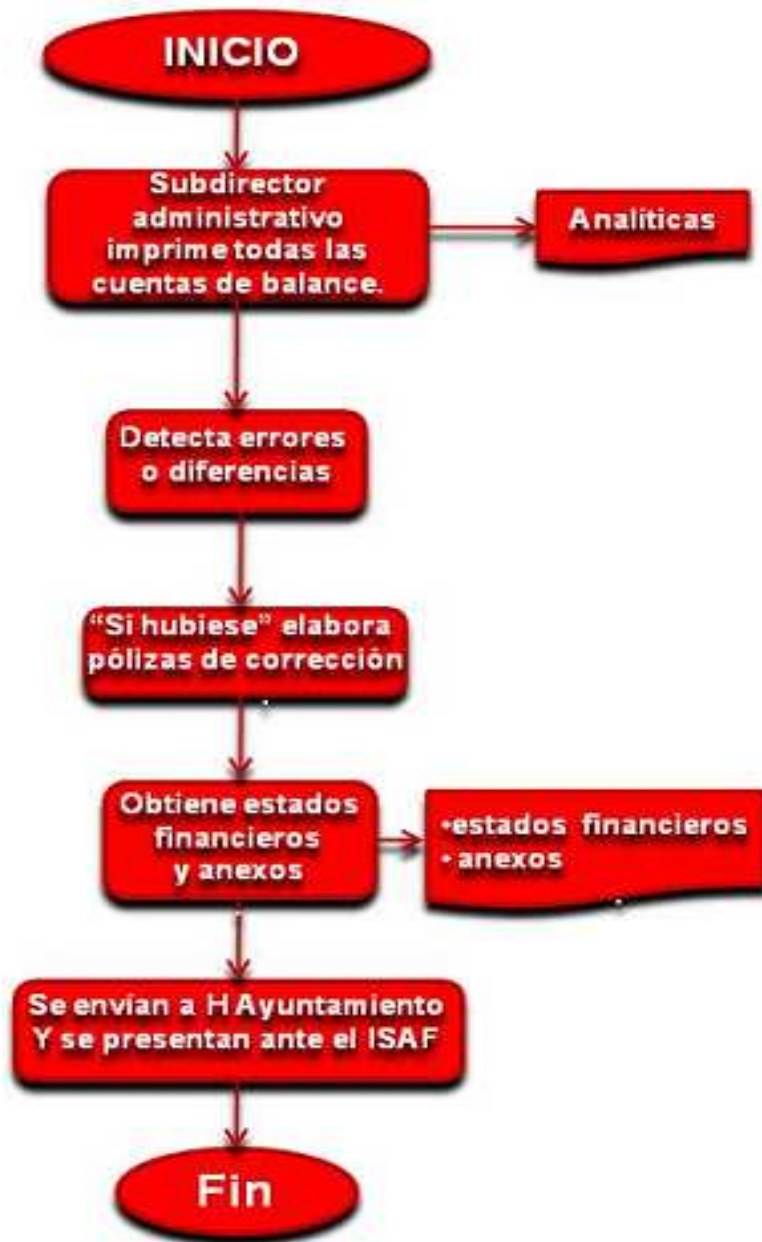 INICIO
Subdirector
administrativo
imprime todas las
cuentas de balance.
Analíticas
Detecta errores
o diferencias
“Si hubiese” elabora
pólizas de corrección
Obtiene estados
financieros
y anexos
•estados financieros
• anexos
Se envían a H Ayuntamiento
Y se presentan ante el ISAF
Fin